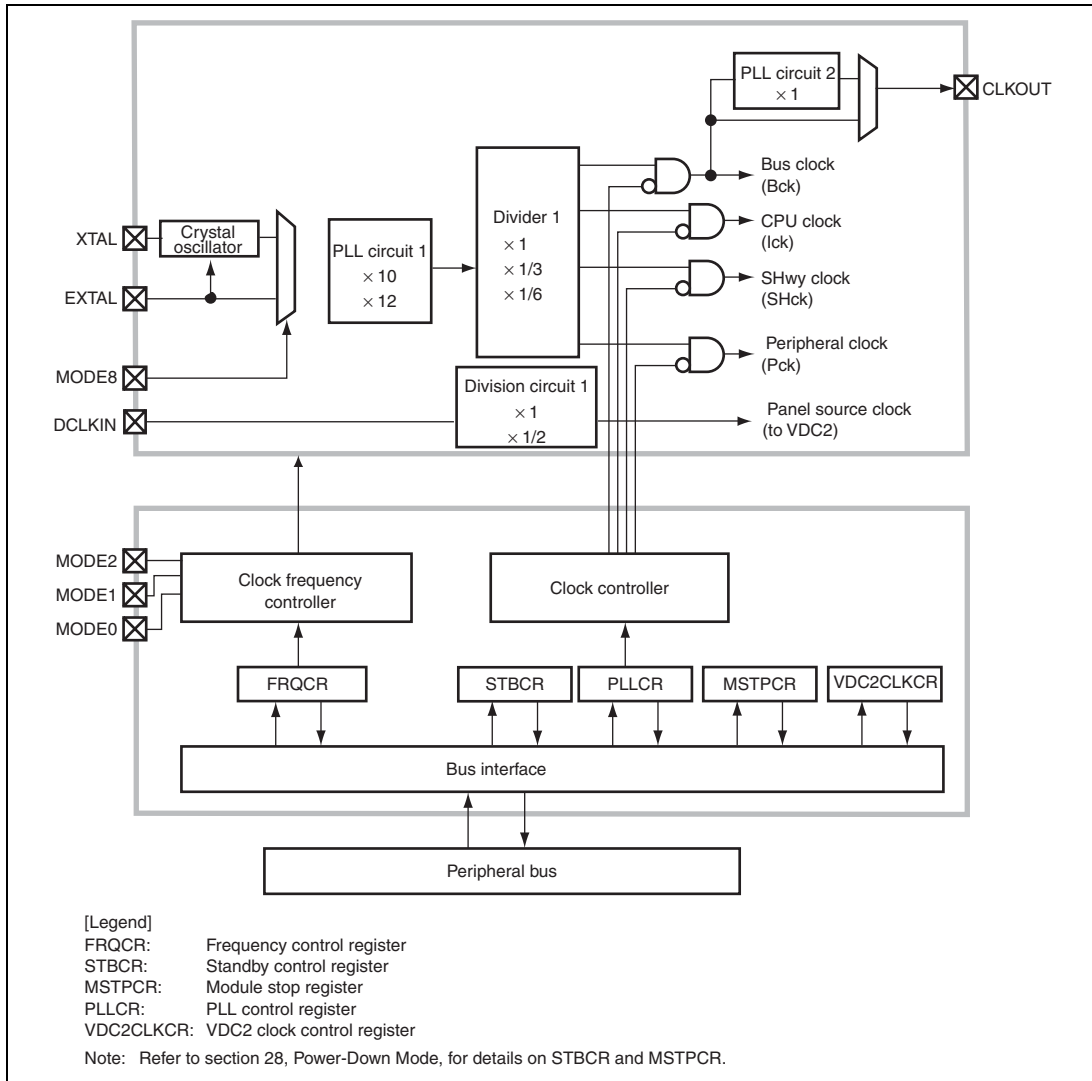 PLL circuit 2
× 1
CLKOUT
Bus clock
(Bck)
Divider 1
× 1
× 1/3
× 1/6
CPU clock
(Ick)
XTAL
Crystal
oscillator
PLL circuit 1
× 10
× 12
SHwy clock
(SHck)
EXTAL
Peripheral clock
(Pck)
MODE8
Division circuit 1
× 1
× 1/2
DCLKIN
Panel source clock
(to VDC2)
MODE2
MODE1
MODE0
Clock frequency
controller
Clock controller
FRQCR
STBCR
PLLCR
MSTPCR
VDC2CLKCR
Bus interface
Peripheral bus
[Legend]
FRQCR: Frequency control register
STBCR: Standby control register
MSTPCR: Module stop register
PLLCR: PLL control register
VDC2CLKCR: VDC2 clock control register
Note: Refer to section 28, Power-Down Mode, for details on STBCR and MSTPCR.